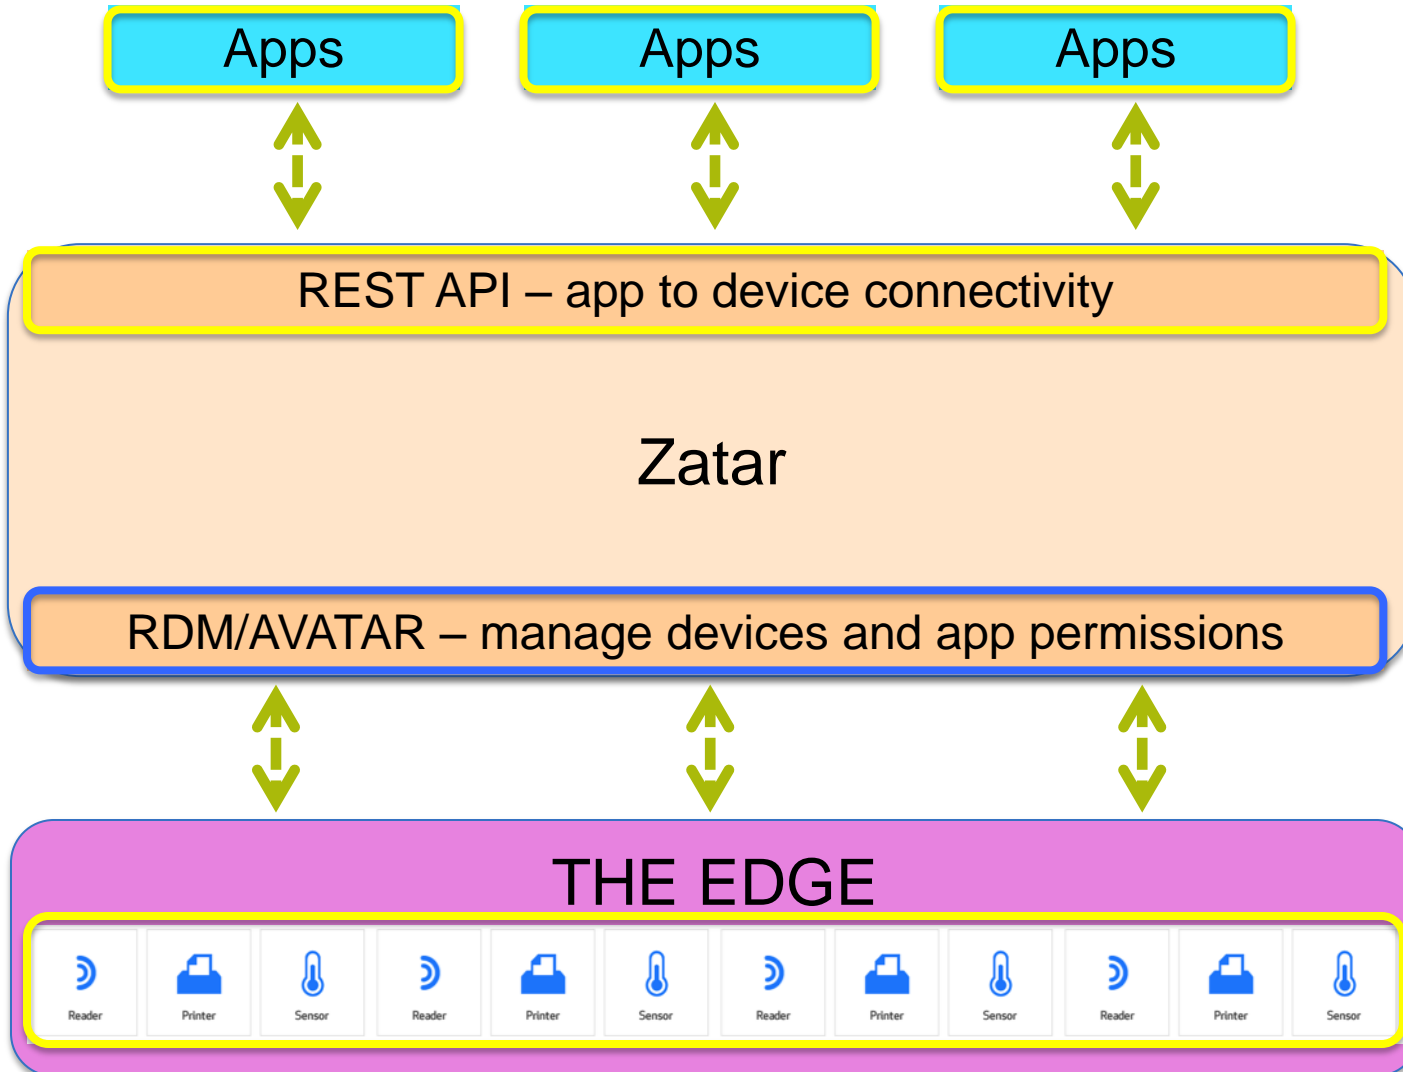 Apps
Apps
Apps
REST API – app to device connectivity
Zatar
RDM/AVATAR – manage devices and app permissions
THE EDGE
Reader
Printer
Sensor
Reader
Printer
Sensor
Reader
Printer
Sensor
Reader
Printer
Sensor